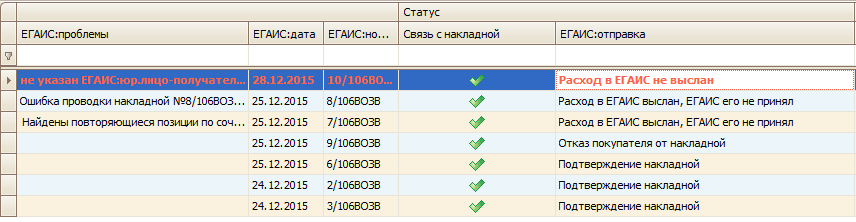 Статус
ЕГАИС:проблемы ЕГАИС:дата ЕГАИС:но... Связь с накладной ЕГАИС:отправка
не указан ЕГАИС:юр.лицо-получател... 28.12.2015 10/106ВО... Расход в ЕГАИС не выслан
Ошибка проводки накладной №8/106ВОЗ... 25.12.2015 8/106ВОЗВ Расход в ЕГАИС выслан, ЕГАИС его не принял
Найдены повторяющиеся позиции по соч... 25.12.2015 7/106ВОЗВ Расход в ЕГАИС выслан, ЕГАИС его не принял
25.12.2015 9/106ВОЗВ Отказ покупателя от накладной
25.12.2015 6/106ВОЗВ Подтверждение накладной
24.12.2015 2/106ВОЗВ Подтверждение накладной
24.12.2015 3/106ВОЗВ Подтверждение накладной